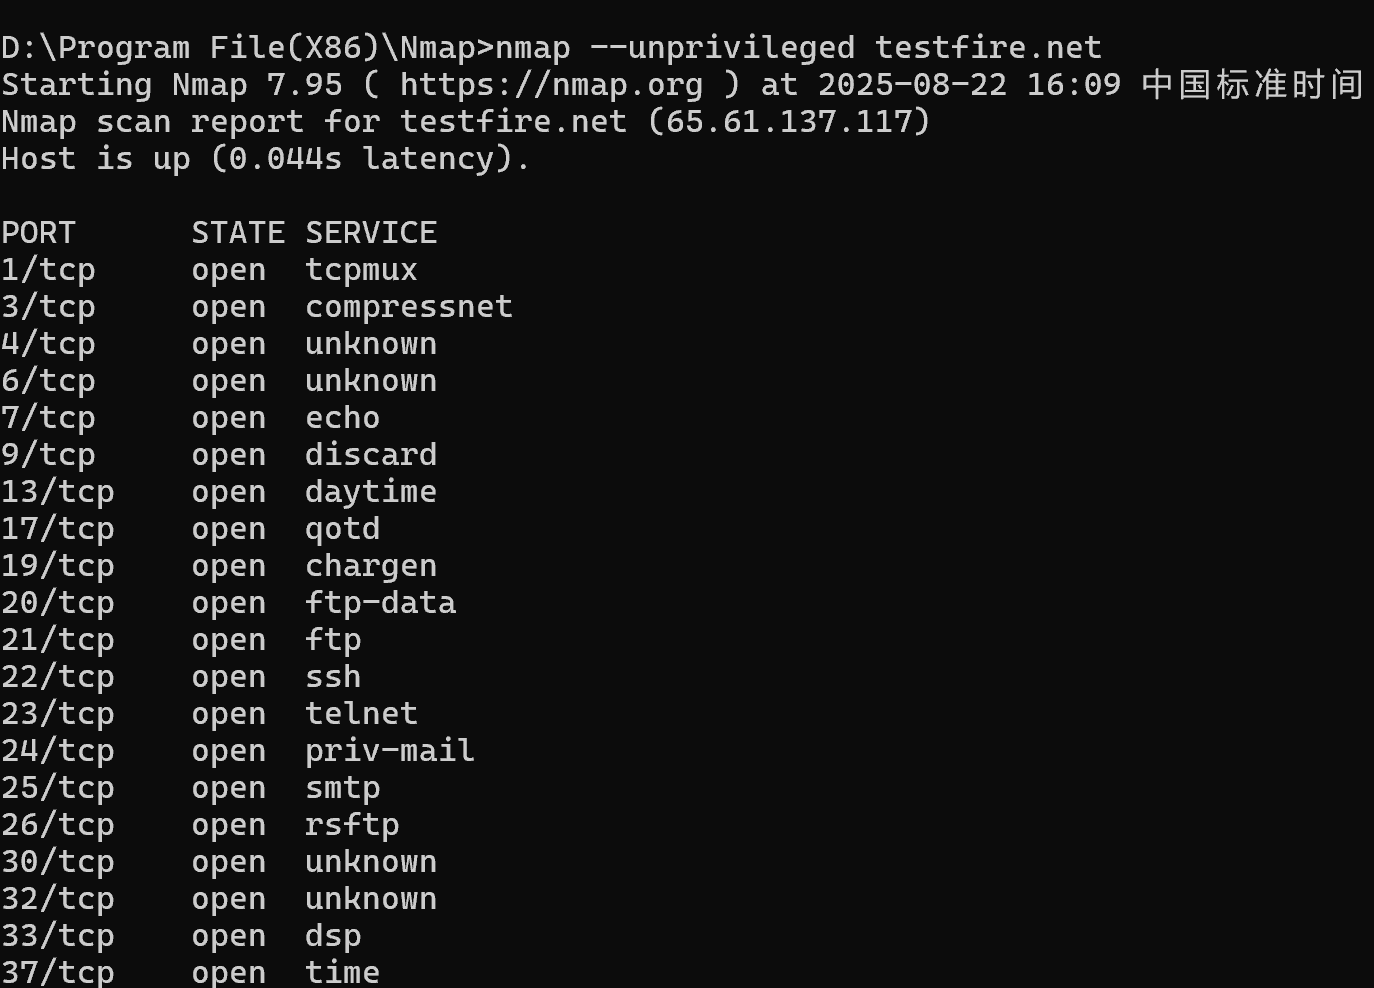 D:\Program File(X86)\Nmap>nmap --unprivileged testfire.net
Starting Nmap 7.95 ( https://nmap.org ) at 2025-08-22 16:09 中国标准时间
Nmap scan report for testfire.net (65.61.137.117)
Host is up (0.044s latency).
PORT STATE SERVICE
1/tcp open tcpmux
3/tcp open compressnet
4/tcp open unknown
6/tcp open unknown
7/tcp open echo
9/tcp open discard
13/tcp open daytime
17/tcp open qotd
19/tcp open chargen
20/tcp open ftp-data
21/tcp open ftp
22/tcp open ssh
23/tcp open telnet
24/tcp open priv-mail
25/tcp open smtp
26/tcp open rsftp
30/tcp open unknown
32/tcp open unknown
33/tcp open dsp
37/tcp open time